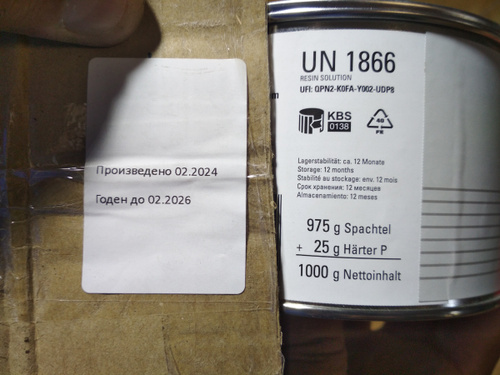 Произведено 02.2024
Годен до 02.2026
UN 1866
RESIN SOLUTION
UFI: QPN2-K0FA-Y002-UDP8
KBS
0138
40
FE
Lagerstabilität: ca. 12 Monate
Storage: 12 months
Stabilité au stockage: env. 12 mois
Срок хранения: 12 месяцев
Almacenamiento: 12 meses
975 g Spachtel
+ 25 g Härter P
1000 g Nettoinhalt